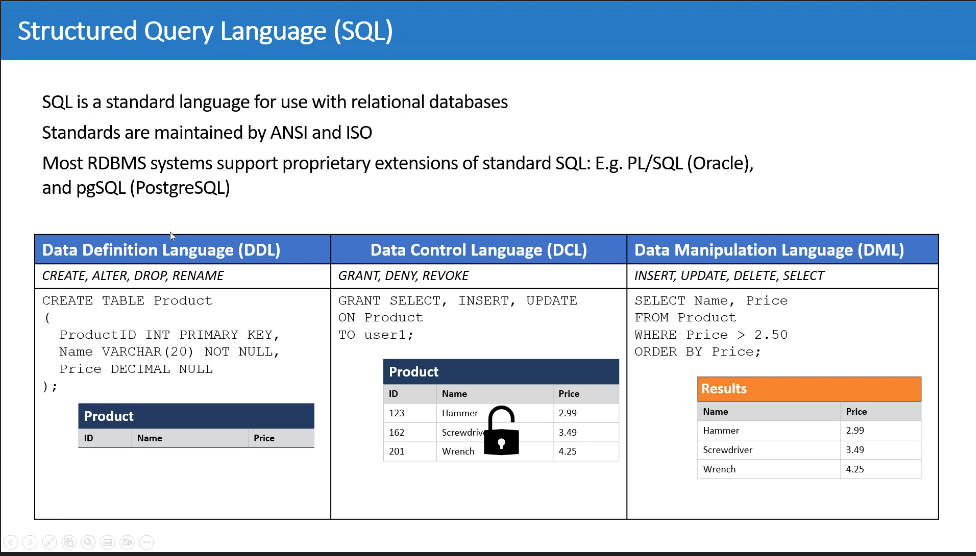 Structured Query Language (SQL)
SQL is a standard language for use with relational databases
Standards are maintained by ANSI and ISO
Most RDBMS systems support proprietary extensions of standard SQL: E.g. PL/SQL (Oracle),
and pgSQL (PostgreSQL)
Data Definition Language (DDL)
CREATE, ALTER, DROP, RENAME
CREATE TABLE Product
(
ProductID INT PRIMARY KEY,
Name VARCHAR(20) NOT NULL,
Price DECIMAL NULL
);
Product
ID Name Price
Data Control Language (DCL)
GRANT, DENY, REVOKE
GRANT SELECT, INSERT, UPDATE
ON Product
TO user1;
Product
ID Name Price
123 Hammer 2.99
162 Screwdriver 3.49
201 Wrench 4.25
Data Manipulation Language (DML)
INSERT, UPDATE, DELETE, SELECT
SELECT Name, Price
FROM Product
WHERE Price > 2.50
ORDER BY Price;
Results
Name Price
Hammer 2.99
Screwdriver 3.49
Wrench 4.25